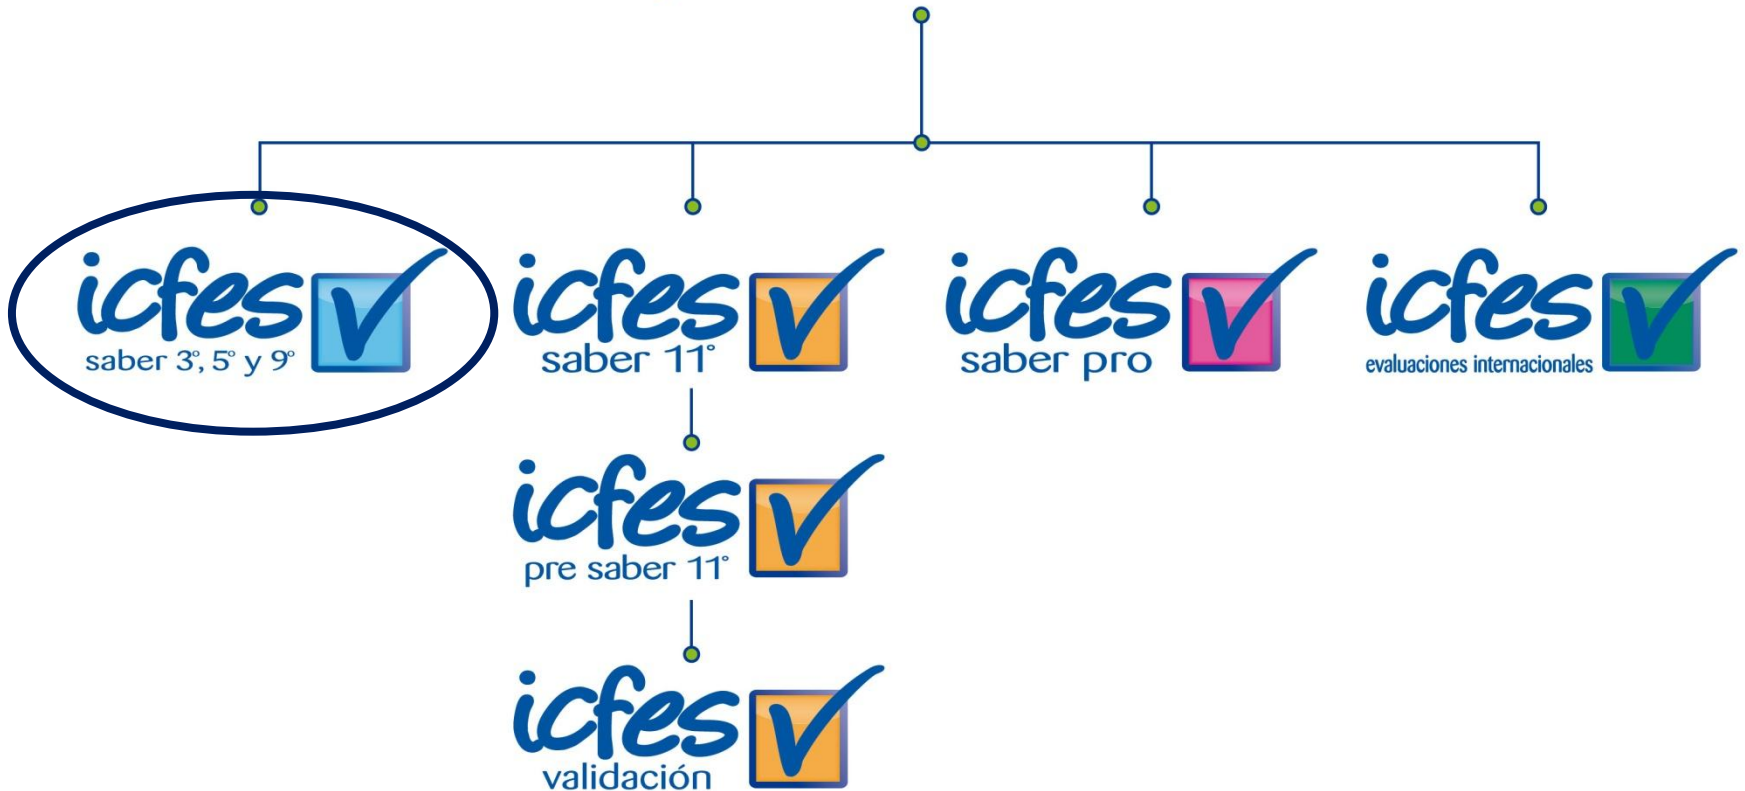 icfes
saber 3°, 5° y 9°
icfes
saber 11°
icfes
saber pro
icfes
evaluaciones internacionales
icfes
pre saber 11°
icfes
validación